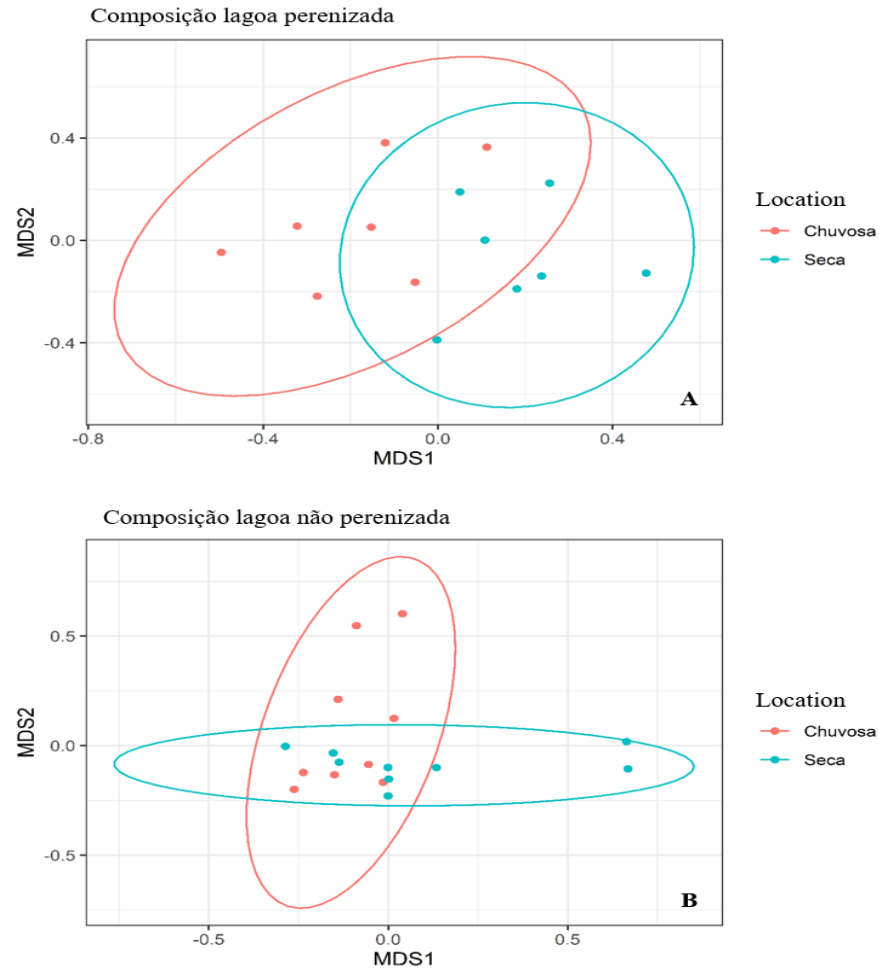 Composição lagoa perenizada
MDS2
0.4
0.0
-0.4
-0.8
-0.4
0.0
0.4
MDS1
A
Location
Chuvosa
Seca
Composição lagoa não perenizada
MDS2
0.5
0.0
-0.5
-0.5
0.0
0.5
MDS1
B
Location
Chuvosa
Seca